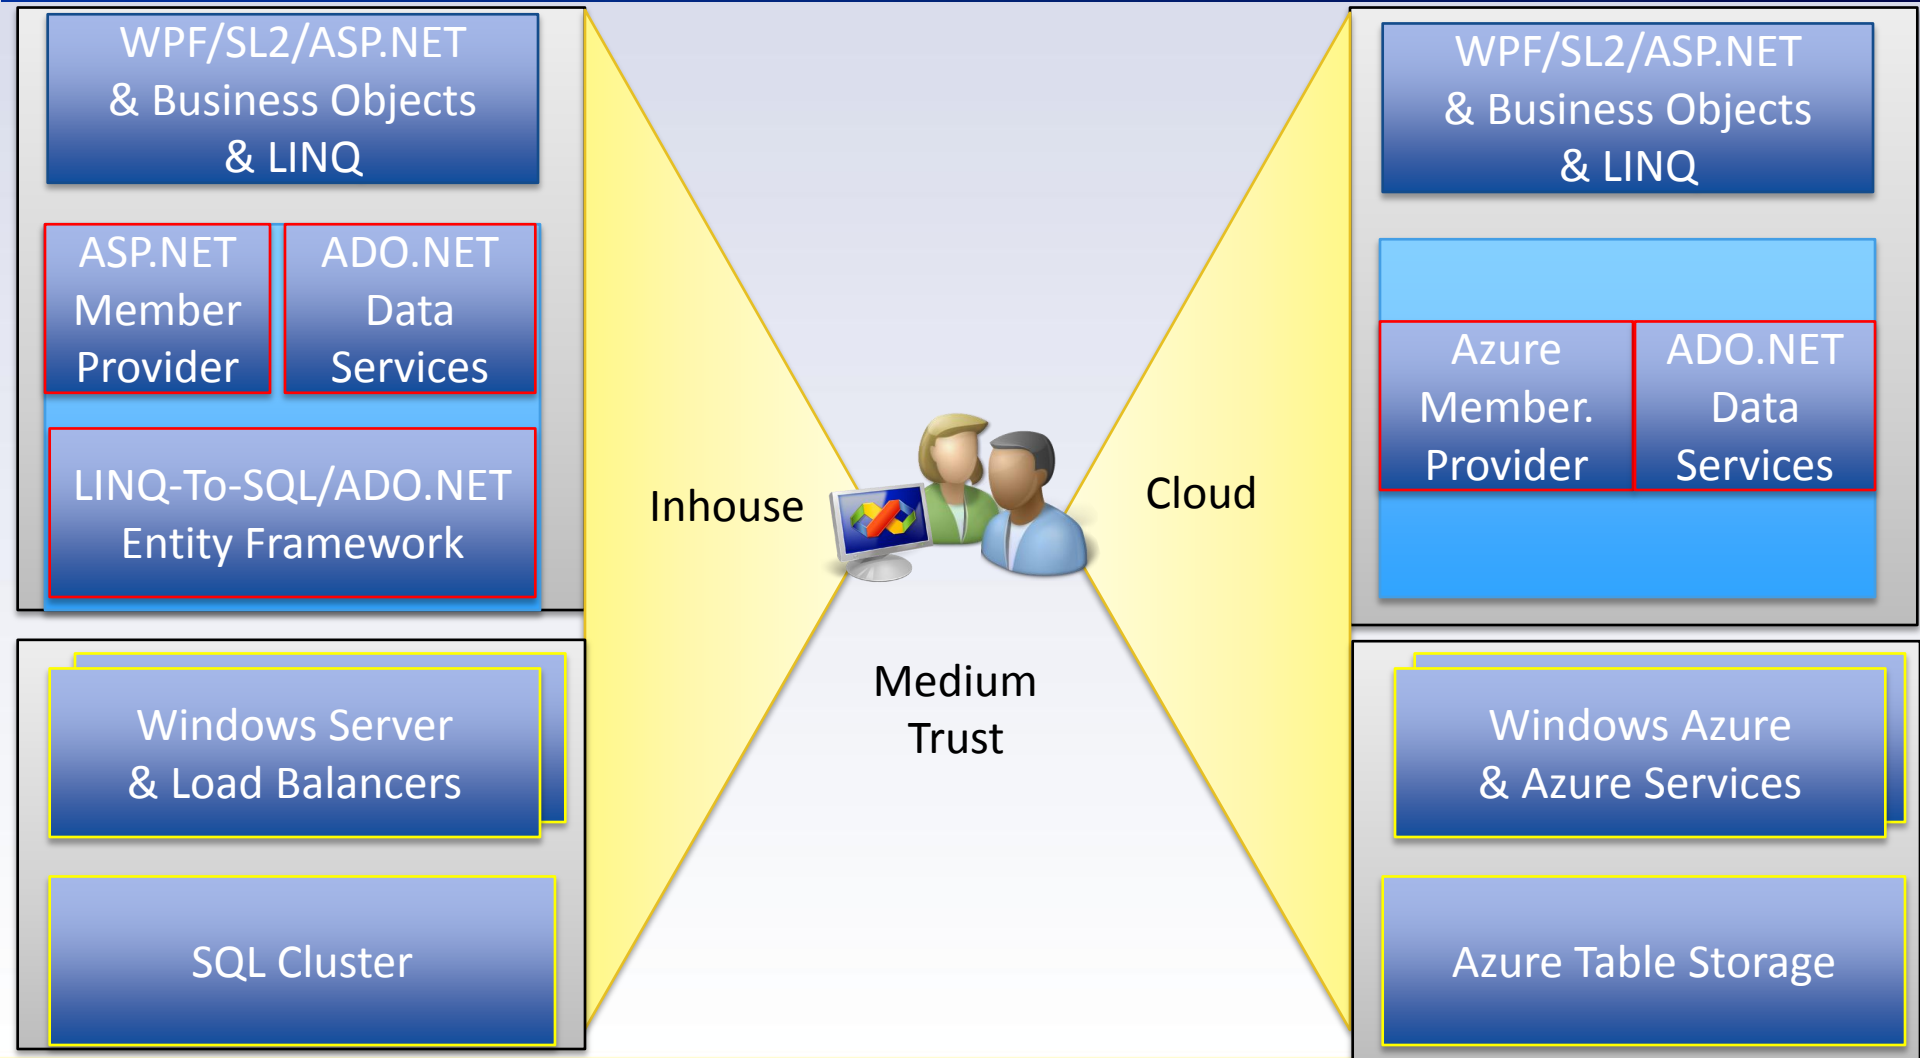 WPF/SL2/ASP.NET
& Business Objects
& LINQ
ASP.NET
Member
Provider
ADO.NET
Data
Services
LINQ-To-SQL/ADO.NET
Entity Framework
Windows Server
& Load Balancers
SQL Cluster
Inhouse
Medium
Trust
Cloud
WPF/SL2/ASP.NET
& Business Objects
& LINQ
Azure
Member.
Provider
ADO.NET
Data
Services
Windows Azure
& Azure Services
Azure Table Storage